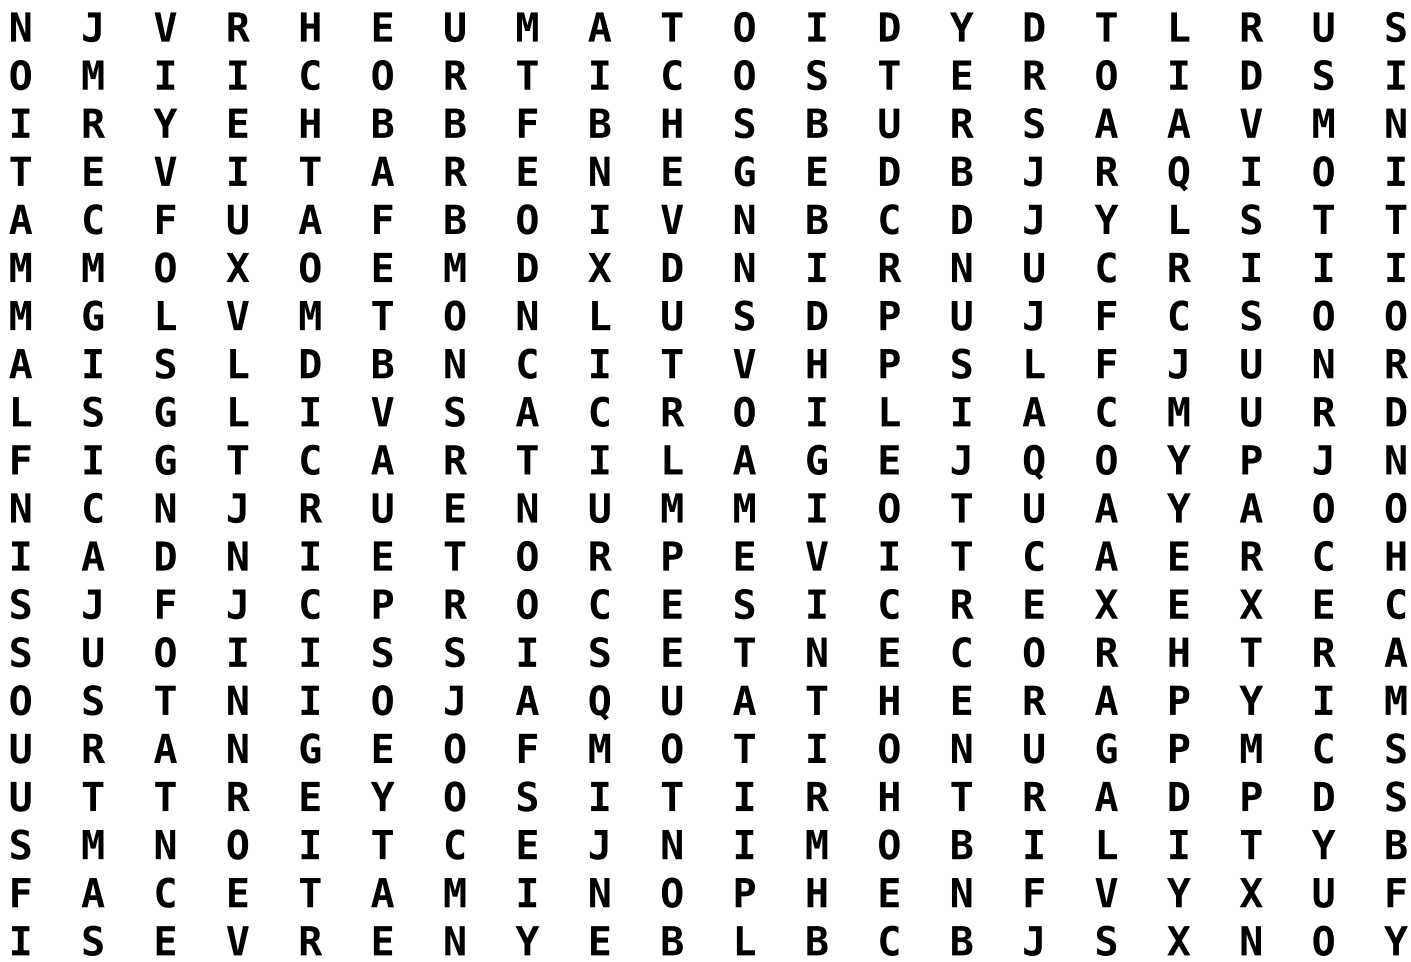 N J V R H E U M A T O I D Y D T L R U S
O M I I C O R T I C O S T E R O I D S I
I R Y E H B B F B H S B U R S A A V M N
T E V I T A R E N E G E D B J R Q I O I
A C F U A F B O I V N B C D J Y L S T T
M M O X O E M D X D N I R N U C R I I I
M G L V M T O N L U S D P U J F C S O O
A I S L D B N C I T V H P S L F J U N R
L S G L I V S A C R O I L I A C M U R D
F I G T C A R T I L A G E J Q O Y P J N
N C N J R U E N U M M I O T U A Y A O O
I A D N I E T O R P E V I T C A E R C H
S J F J C P R O C E S I C R E X E X E C
S U O I I S S I S E T N E C O R H T R A
O S T N I O J A Q U A T H E R A P Y I M
U R A N G E O F M O T I O N U G P M C S
U T T R E Y O S I T I R H T R A D P D S
S M N O I T C E J N I M O B I L I T Y B
F A C E T A M I N O P H E N F V Y X U F
I S E V R E N Y E B L B C B J S X N O Y